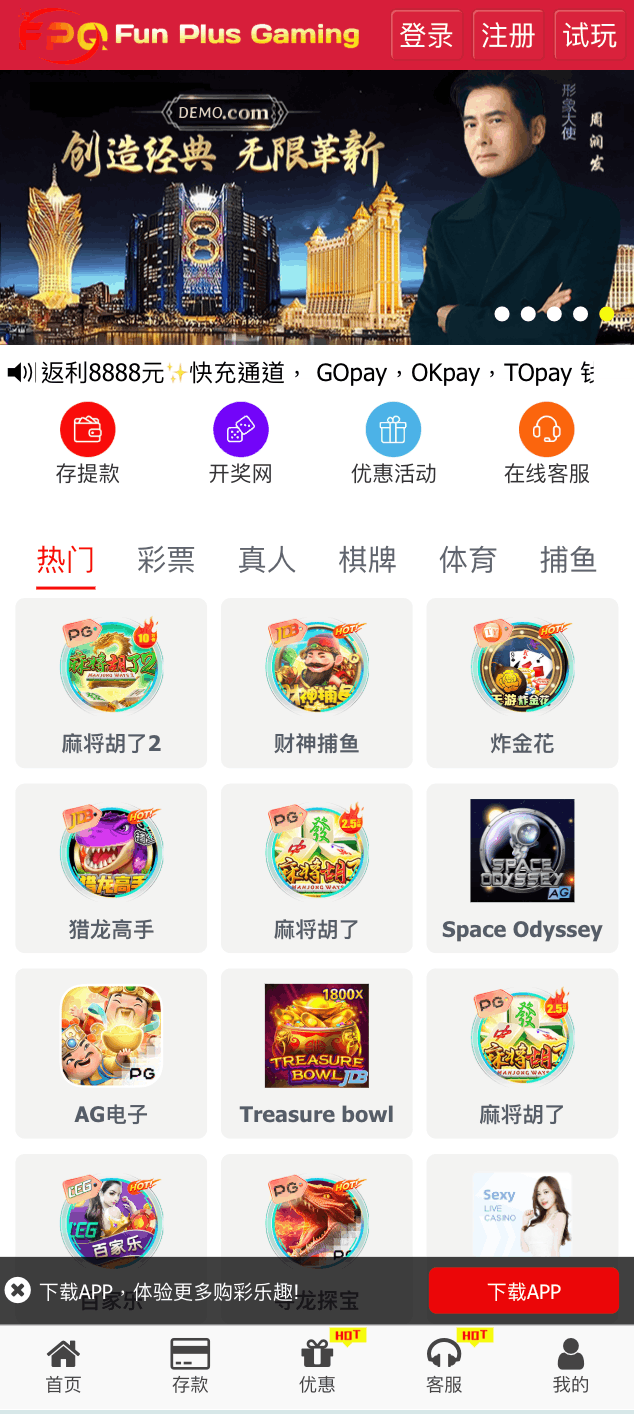 FPG Fun Plus Gaming 登录 注册 试玩
DEMO.com
创造经典 无限革新
形象大使
周润发
返利8888元✨快充通道， GOpay，OKpay，TOpay 钱
存提款 开奖网 优惠活动 在线客服
热门 彩票 真人 棋牌 体育 捕鱼
PG 10
麻将胡了2
MAHJONG WAYS 2
JDB HOT!
财神捕鱼
HOT!
天游炸金花
麻将胡了2 财神捕鱼 炸金花
JDB HOT!
猎龙高手
PG 2.5
發
中
麻将胡了
MAHJONG WAYS
SPACE
ODYSSEY
AG
猎龙高手 麻将胡了 Space Odyssey
PG
1800X
TREASURE
BOWL JDB
PG 2.5
發
中
麻将胡了
MAHJONG WAYS
AG电子 Treasure bowl 麻将胡了
LEG HOT!
LEG
百家乐
PG HOT!
PG
Sexy
LIVE
CASINO
百家乐 寻龙探宝
下载APP，体验更多购彩乐趣! 下载APP
HOT HOT
首页 存款 优惠 客服 我的